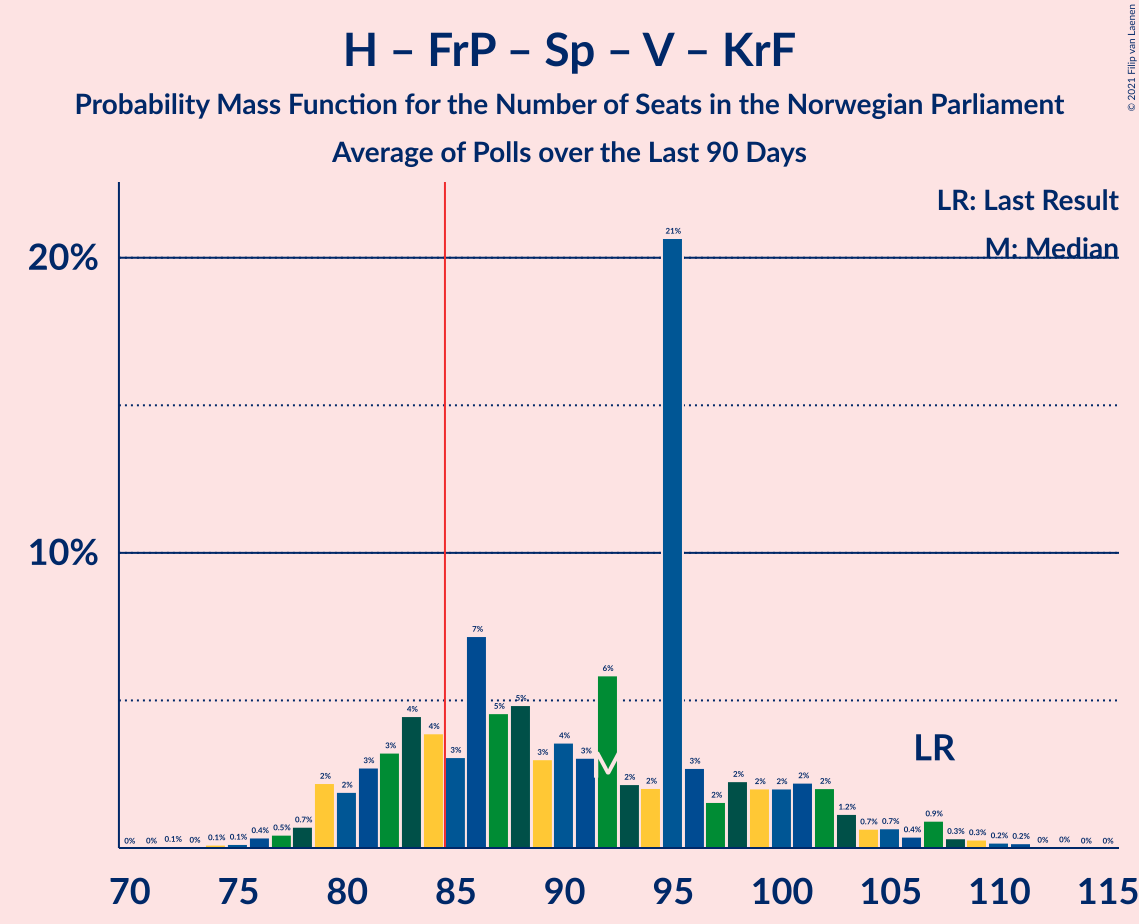 H – FrP – Sp – V – KrF
Probability Mass Function for the Number of Seats in the Norwegian Parliament
Average of Polls over the Last 90 Days
© 2021 Filip van Laenen
LR: Last Result
M: Median
20%
10%
0% 0% 0.1% 0% 0.1% 0.1% 0.4% 0.5% 0.7% 2% 2% 3% 3% 4% 4% 3% 7% 5% 5% 3% 4% 3% 6% 2% 2% 21% 3% 2% 2% 2% 2% 2% 2% 1.2% 0.7% 0.7% 0.4% 0.9% 0.3% 0.3% 0.2% 0.2% 0% 0% 0% 0%
M
LR
70 75 80 85 90 95 100 105 110 115